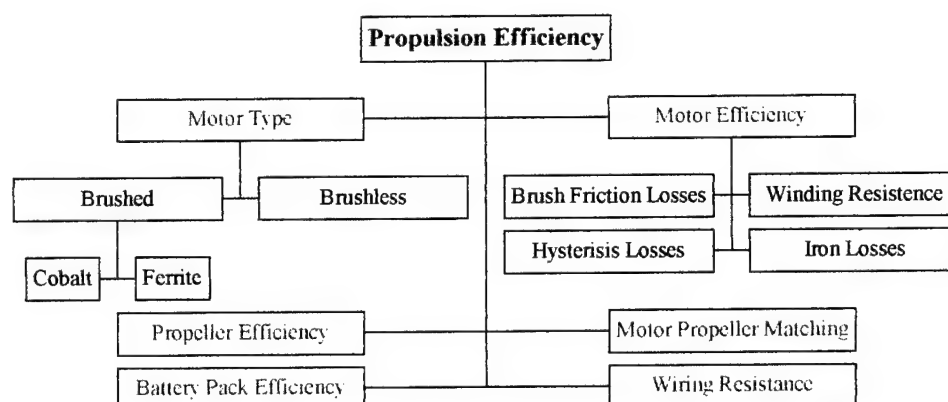 Propulsion Efficiency
Motor Type
Motor Efficiency
Brushed
Brushless
Brush Friction Losses
Winding Resistence
Hysterisis Losses
Iron Losses
Cobalt
Ferrite
Propeller Efficiency
Motor Propeller Matching
Battery Pack Efficiency
Wiring Resistance